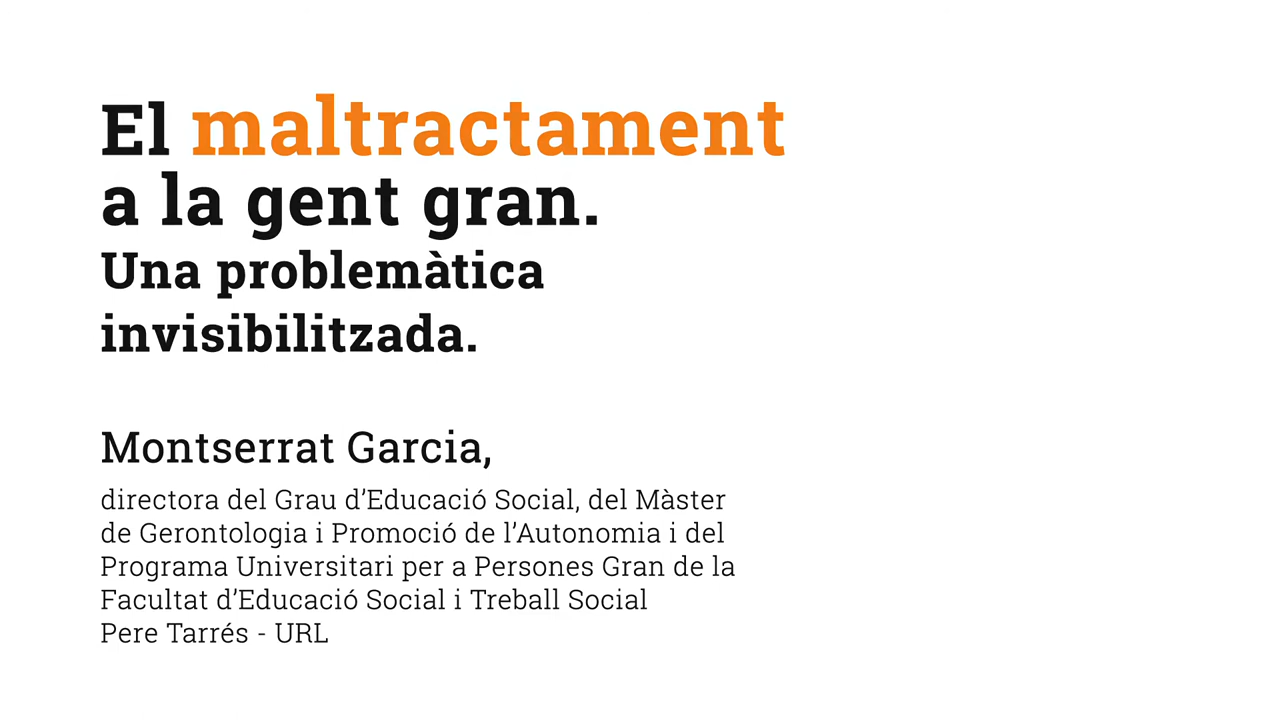 El maltractament
a la gent gran.
Una problemàtica
invisibilitzada.
Montserrat Garcia,
directora del Grau d’Educació Social, del Màster
de Gerontologia i Promoció de l’Autonomia i del
Programa Universitari per a Persones Gran de la
Facultat d’Educació Social i Treball Social
Pere Tarrés - URL